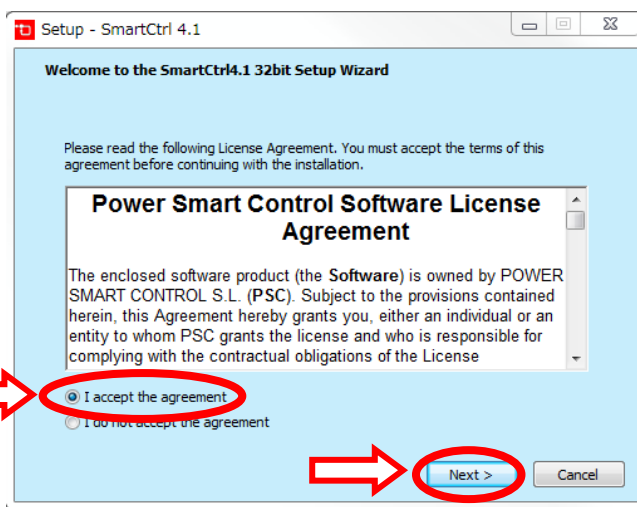 Setup - SmartCtrl 4.1
Welcome to the SmartCtrl4.1 32bit Setup Wizard
Please read the following License Agreement. You must accept the terms of this
agreement before continuing with the installation.
Power Smart Control Software License
Agreement
The enclosed software product (the Software) is owned by POWER
SMART CONTROL S.L. (PSC). Subject to the provisions contained
herein, this Agreement hereby grants you, either an individual or an
entity to whom PSC grants the license and who is responsible for
complying with the contractual obligations of the License
I accept the agreement
I do not accept the agreement
Next >
Cancel